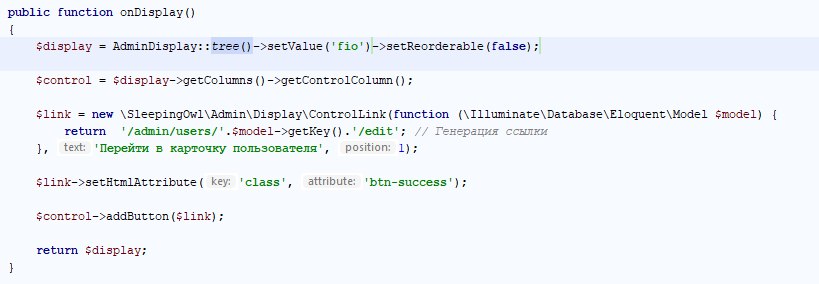 public function onDisplay()
{
    $display = AdminDisplay::tree()->setValue('fio')->setReorderable(false);
    $control = $display->getColumns()->getControlColumn();
    $link = new \SleepingOwl\Admin\Display\ControlLink(function (\Illuminate\Database\Eloquent\Model $model) {
        return  '/admin/users/'.$model->getKey().'/edit'; // Генерация ссылки
    }, text: 'Перейти в карточку пользователя', position: 1);
    $link->setHtmlAttribute( key: 'class', attribute: 'btn-success');
    $control->addButton($link);
    return $display;
}